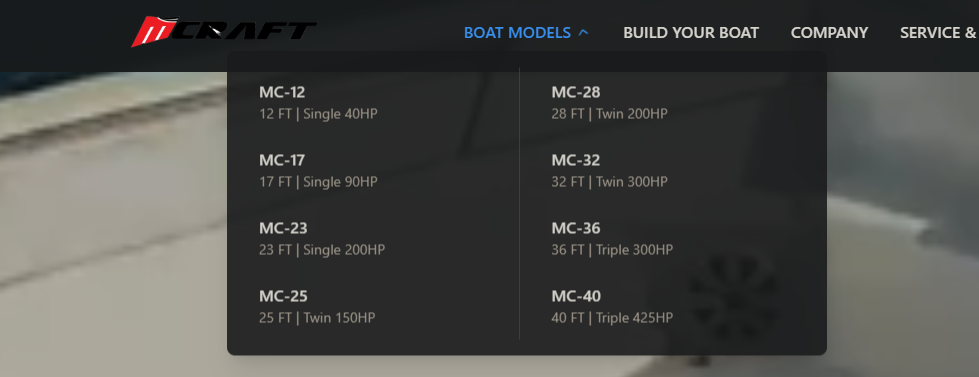 MCRAFT
BOAT MODELS
BUILD YOUR BOAT
COMPANY
SERVICE &
MC-12
12 FT | Single 40HP
MC-17
17 FT | Single 90HP
MC-23
23 FT | Single 200HP
MC-25
25 FT | Twin 150HP
MC-28
28 FT | Twin 200HP
MC-32
32 FT | Twin 300HP
MC-36
36 FT | Triple 300HP
MC-40
40 FT | Triple 425HP